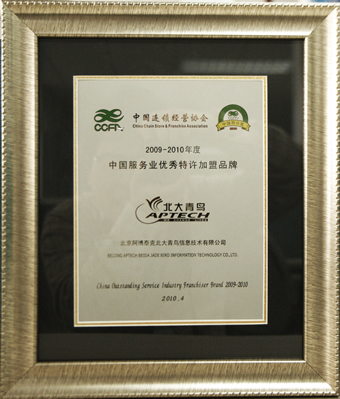 CCFA
中国连锁经营协会
China Chain Store & Franchise Association
2009-2010年度
中国服务业优秀特许加盟品牌
北大青鸟
APTECH
北京阿博泰克北大青鸟信息技术有限公司
BEIJING APTECH BEIDA JADE BIRD INFORMATION TECHNOLOGY CO.,LTD.
China Outstanding Service Industry Franchiser Brand 2009-2010
2010.4